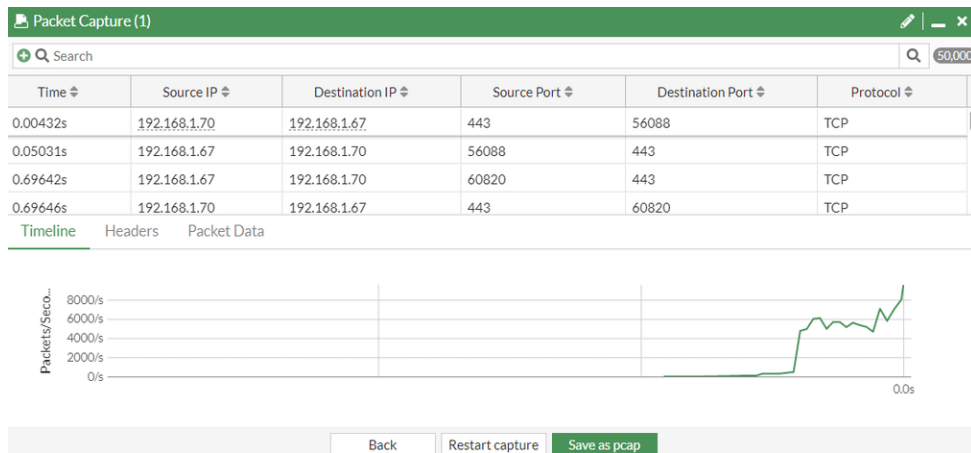 Packet Capture (1)
Search 50,000
Time Source IP Destination IP Source Port Destination Port Protocol
0.00432s 192.168.1.70 192.168.1.67 443 56088 TCP
0.05031s 192.168.1.67 192.168.1.70 56088 443 TCP
0.69642s 192.168.1.67 192.168.1.70 60820 443 TCP
0.69646s 192.168.1.70 192.168.1.67 443 60820 TCP
Timeline Headers Packet Data
Packets/Seco...
8000/s
6000/s
4000/s
2000/s
0/s
0.0s
Back Restart capture Save as pcap